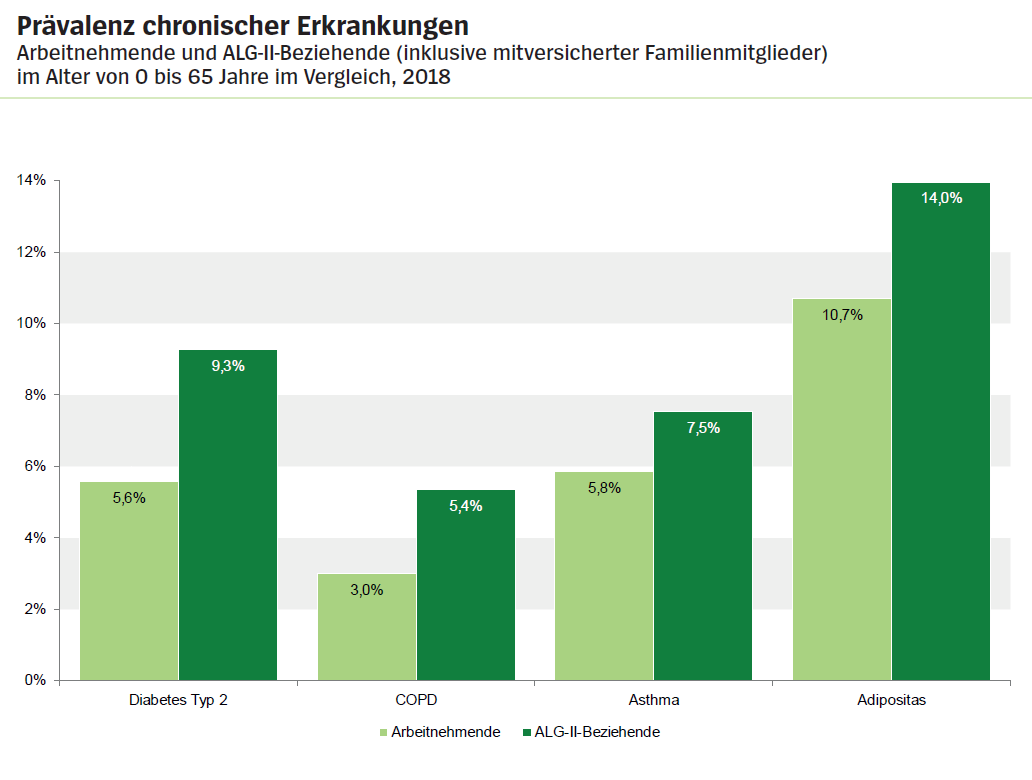 Prävalenz chronischer Erkrankungen
Arbeitnehmende und ALG-II-Beziehende (inklusive mitversicherter Familienmitglieder)
im Alter von 0 bis 65 Jahre im Vergleich, 2018
14%
12%
10%
8%
6%
4%
2%
0%
5,6%
9,3%
3,0%
5,4%
5,8%
7,5%
10,7%
14,0%
Diabetes Typ 2
COPD
Asthma
Adipositas
Arbeitnehmende
ALG-II-Beziehende